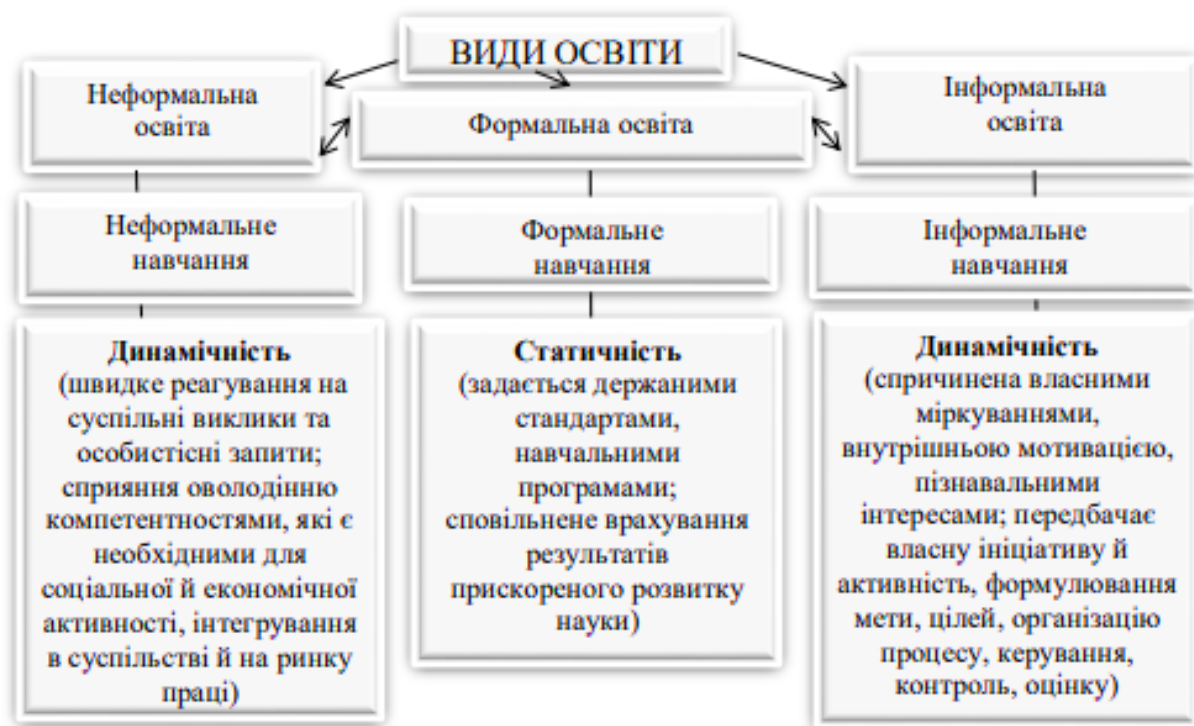 ВИДИ ОСВІТИ
Неформальна
освіта
Формальна освіта
Інформальна
освіта
Неформальне
навчання
Формальне
навчання
Інформальне
навчання
Динамічність
(швидке реагування на
суспільні виклики та
особистісні запити;
сприяння оволодінню
компетентностями, які є
необхідними для
соціальної й економічної
активності, інтегрування
в суспільстві й на ринку
праці)
Статичність
(задається держаними
стандартами,
навчальними
програмами;
сповільнене врахування
результатів
прискореного розвитку
науки)
Динамічність
(спричинена власними
міркуваннями,
внутрішньою мотивацією,
пізнавальними
інтересами; передбачає
власну ініціативу й
активність, формулювання
мети, цілей, організацію
процесу, керування,
контроль, оцінку)